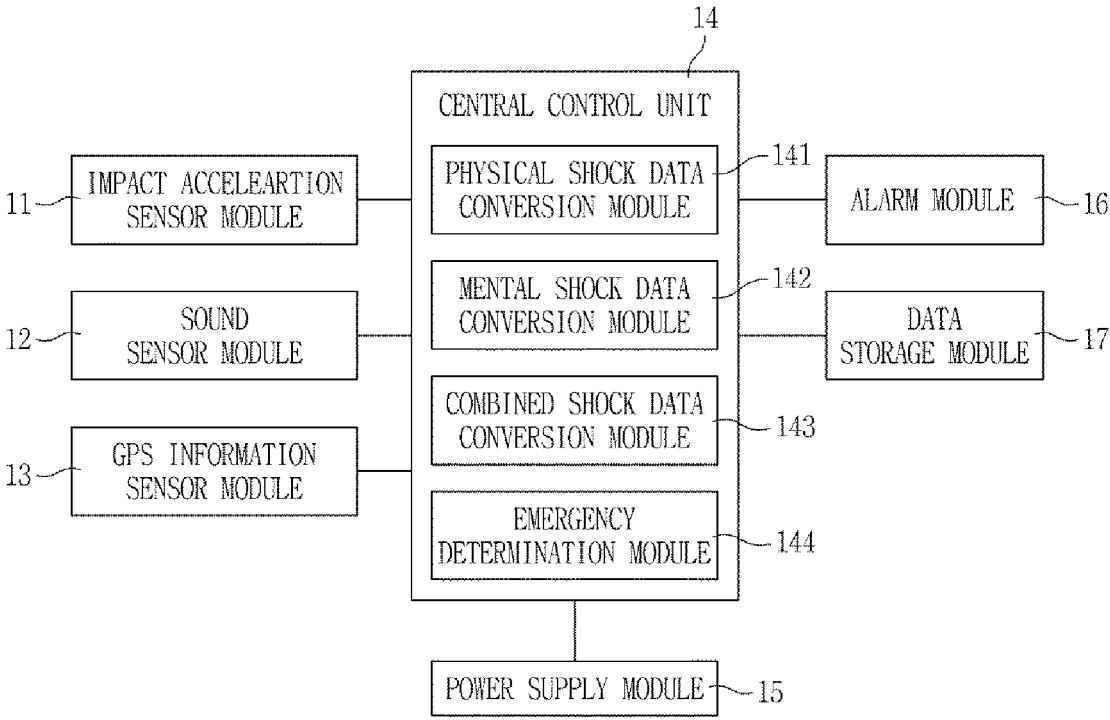 14
CENTRAL CONTROL UNIT
11
IMPACT ACCELEARTION
SENSOR MODULE
PHYSICAL SHOCK DATA
CONVERSION MODULE
141
ALARM MODULE
16
12
SOUND
SENSOR MODULE
MENTAL SHOCK DATA
CONVERSION MODULE
142
DATA
STORAGE MODULE
17
13
GPS INFORMATION
SENSOR MODULE
COMBINED SHOCK DATA
CONVERSION MODULE
143
EMERGENCY
DETERMINATION MODULE
144
POWER SUPPLY MODULE
15